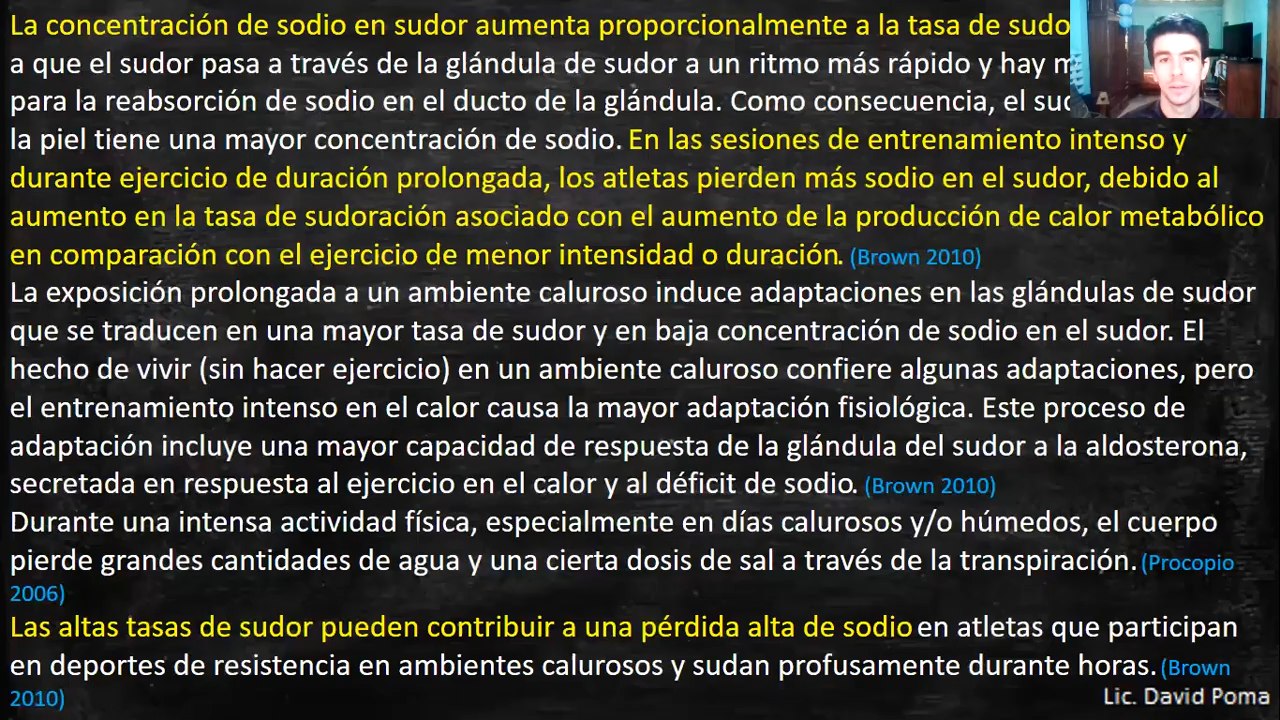 La concentración de sodio en sudor aumenta proporcionalmente a la tasa de
a que el sudor pasa a través de la glándula de sudor a un ritmo más rápido y hay
para la reabsorción de sodio en el ducto de la glándula. Como consecuencia, el
la piel tiene una mayor concentración de sodio. En las sesiones de entrenamiento intenso y
durante ejercicio de duración prolongada, los atletas pierden más sodio en el sudor, debido al
aumento en la tasa de sudoración asociado con el aumento de la producción de calor metabólico
en comparación con el ejercicio de menor intensidad o duración. (Brown 2010)
La exposición prolongada a un ambiente caluroso induce adaptaciones en las glándulas de sudor
que se traducen en una mayor tasa de sudor y en baja concentración de sodio en el sudor. El
hecho de vivir (sin hacer ejercicio) en un ambiente caluroso confiere algunas adaptaciones, pero
el entrenamiento intenso en el calor causa la mayor adaptación fisiológica. Este proceso de
adaptación incluye una mayor capacidad de respuesta de la glándula del sudor a la aldosterona,
secretada en respuesta al ejercicio en el calor y al déficit de sodio. (Brown 2010)
Durante una intensa actividad física, especialmente en días calurosos y/o húmedos, el cuerpo
pierde grandes cantidades de agua y una cierta dosis de sal a través de la transpiración. (Procopio
2006)
Las altas tasas de sudor pueden contribuir a una pérdida alta de sodio en atletas que participan
en deportes de resistencia en ambientes calurosos y sudan profusamente durante horas. (Brown
2010)
Lic. David Poma